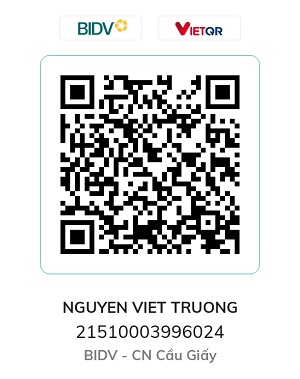 BIDV VIETQR
NGUYEN VIET TRUONG
21510003996024
BIDV - CN Cầu Giấy